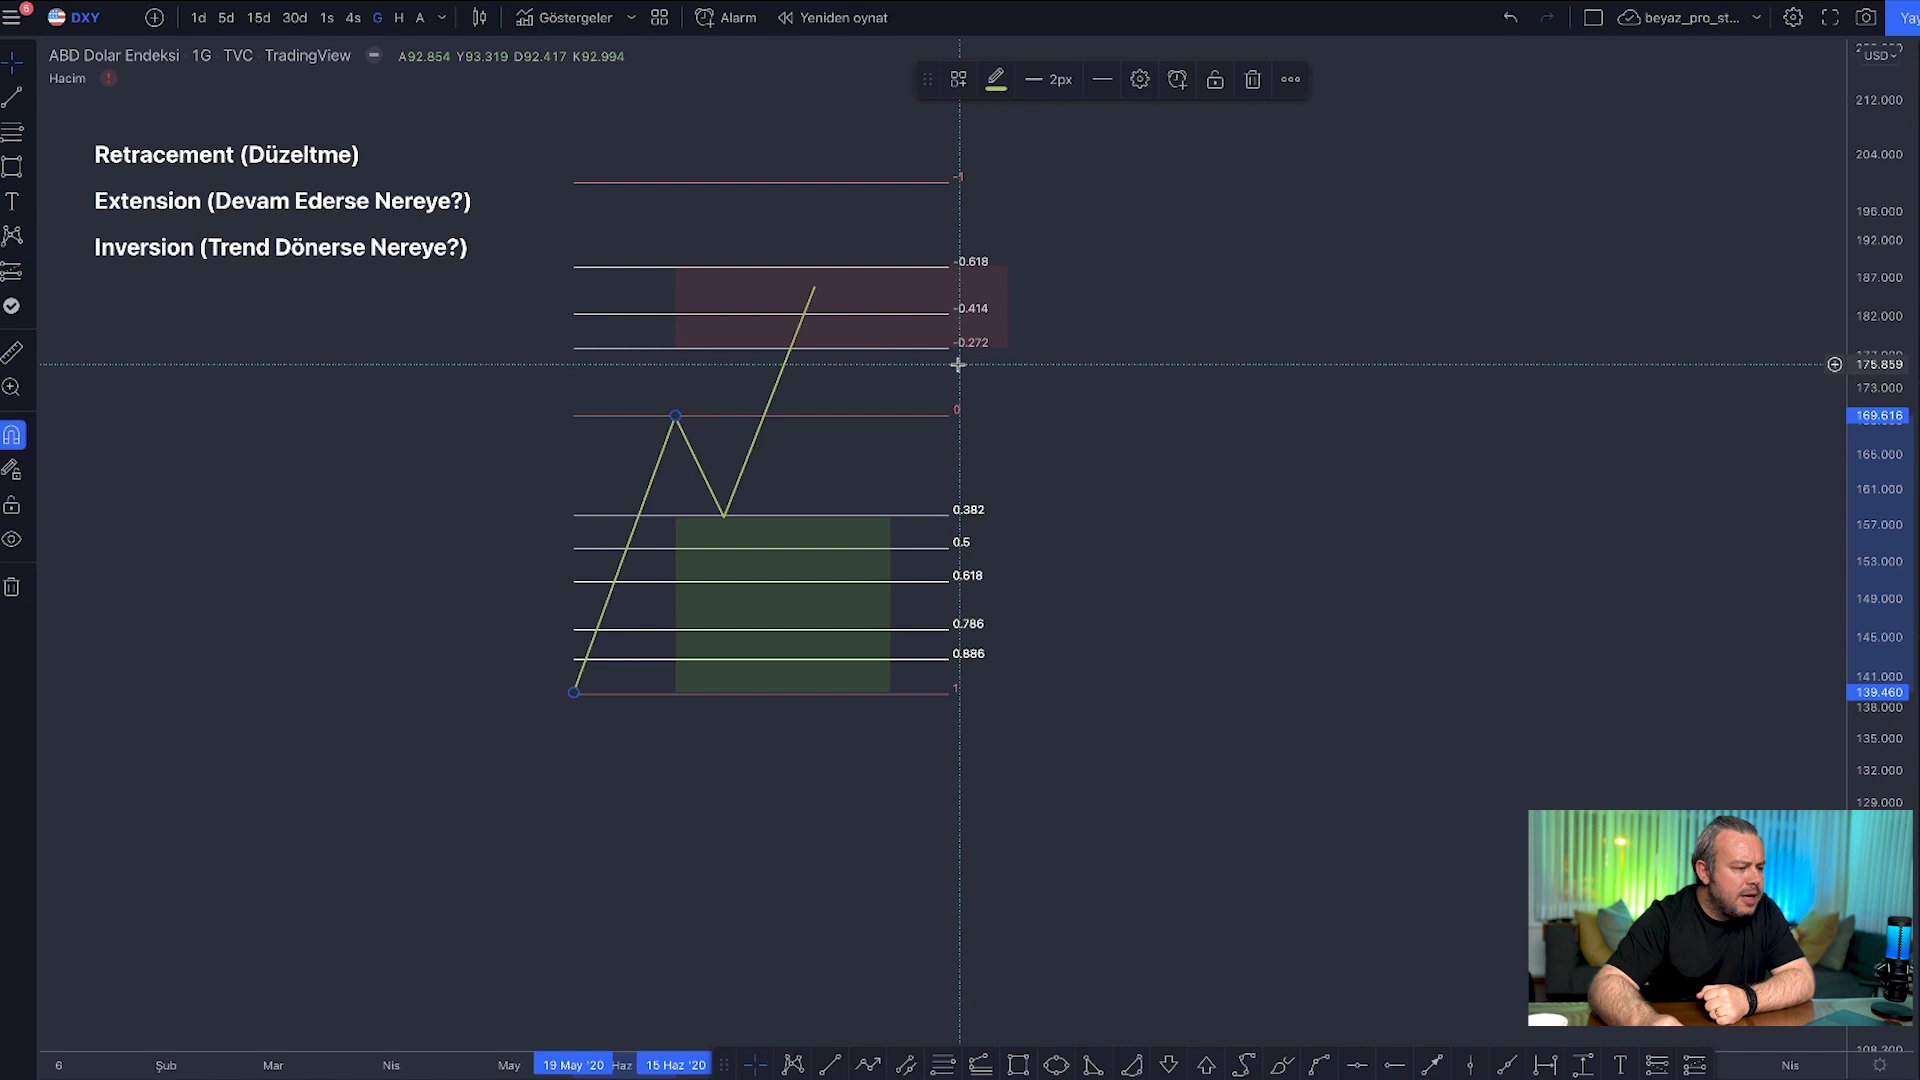 6
DXY
1d 5d 15d 30d 1s 4s G H A
Göstergeler
Alarm
Yeniden oynat
beyaz_pro_st...
Yay
ABD Dolar Endeksi 1G TVC TradingView
A92.854 Y93.319 D92.417 K92.994
Hacim
USD
2px
Retracement (Düzeltme)
Extension (Devam Ederse Nereye?)
Inversion (Trend Dönerse Nereye?)
-1
-0.618
-0.414
-0.272
0
0.382
0.5
0.618
0.786
0.886
1
212.000
204.000
196.000
192.000
187.000
182.000
175.859
173.000
169.616
165.000
161.000
157.000
153.000
149.000
145.000
141.000
139.460
138.000
135.000
132.000
129.000
6 Şub Mar Nis May 19 May '20 Haz 15 Haz '20 Nis